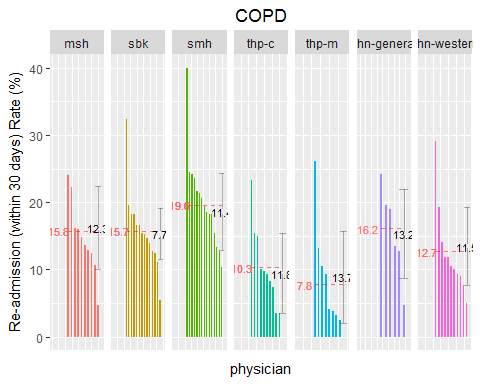 COPD
msh sbk smh thp-c thp-m hn-genera hn-wester
Re-admission (within 30 days) Rate (%)
40
30
20
10
0
15.8 12.3 15.7 7.7 19.6 11.4 10.3 11.8 7.8 13.7 16.2 13.2 12.7 11.5
physician